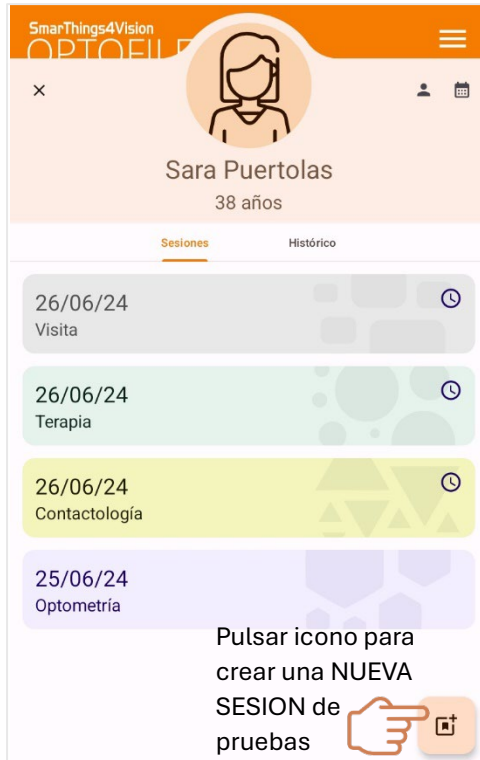 SmarThings4Vision
OPTOFILE
Sara Puertolas
38 años
Sesiones
Histórico
26/06/24
Visita
26/06/24
Terapia
26/06/24
Contactología
25/06/24
Optometría
Pulsar icono para
crear una NUEVA
SESION de
pruebas